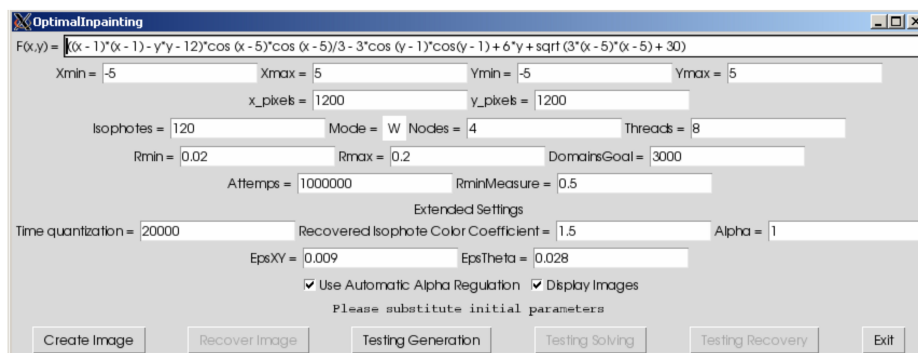 OptimalInpainting
F(x,y) = ((x - 1)*(x - 1) - y*y - 12)*cos (x - 5)*cos (x - 5)/3 - 3*cos (y - 1)*cos(y - 1) + 6*y + sqrt (3*(x - 5)*(x - 5) + 30)
Xmin = -5 Xmax = 5 Ymin = -5 Ymax = 5
x_pixels = 1200 y_pixels = 1200
Isophotes = 120 Mode = W Nodes = 4 Threads = 8
Rmin = 0.02 Rmax = 0.2 DomainsGoal = 3000
Attemps = 1000000 RminMeasure = 0.5
Extended Settings
Time quantization = 20000 Recovered Isophote Color Coefficient = 1.5 Alpha = 1
EpsXY = 0.009 EpsTheta = 0.028
Use Automatic Alpha Regulation Display Images
Please substitute initial parameters
Create Image Recover Image Testing Generation Testing Solving Testing Recovery Exit